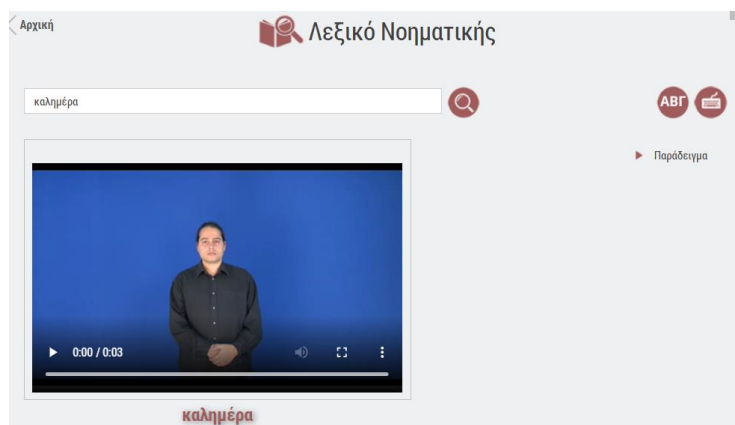 Αρχική
Λεξικό Νοηματικής
καλημέρα
ΑΒΓ
Παράδειγμα
0:00 / 0:03
καλημέρα